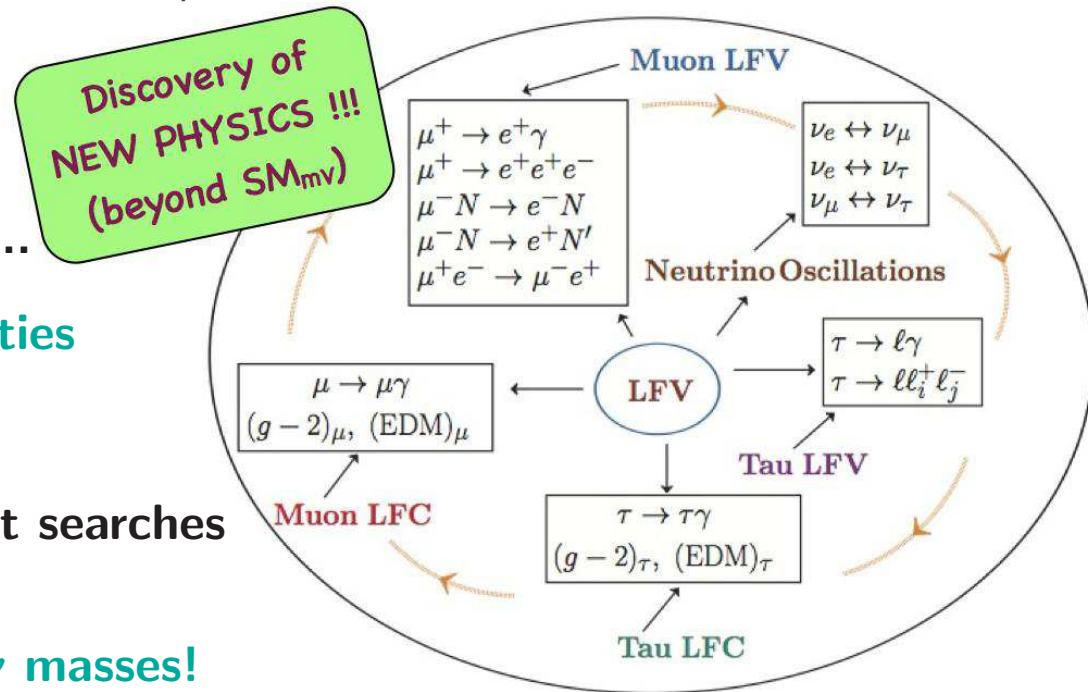 Discovery of
NEW PHYSICS !!!
(beyond SMmν)
..
ties
t searches
masses!
Muon LFV
μ⁺ → e⁺γ
μ⁺ → e⁺e⁺e⁻
μ⁻N → e⁻N
μ⁻N → e⁺N′
μ⁺e⁻ → μ⁻e⁺
νe ↔ νμ
νe ↔ ντ
νμ ↔ ντ
Neutrino Oscillations
μ → μγ
(g − 2)μ, (EDM)μ
LFV
τ → ℓγ
τ → ℓℓi⁺ℓj⁻
Tau LFV
Muon LFC
τ → τγ
(g − 2)τ, (EDM)τ
Tau LFC